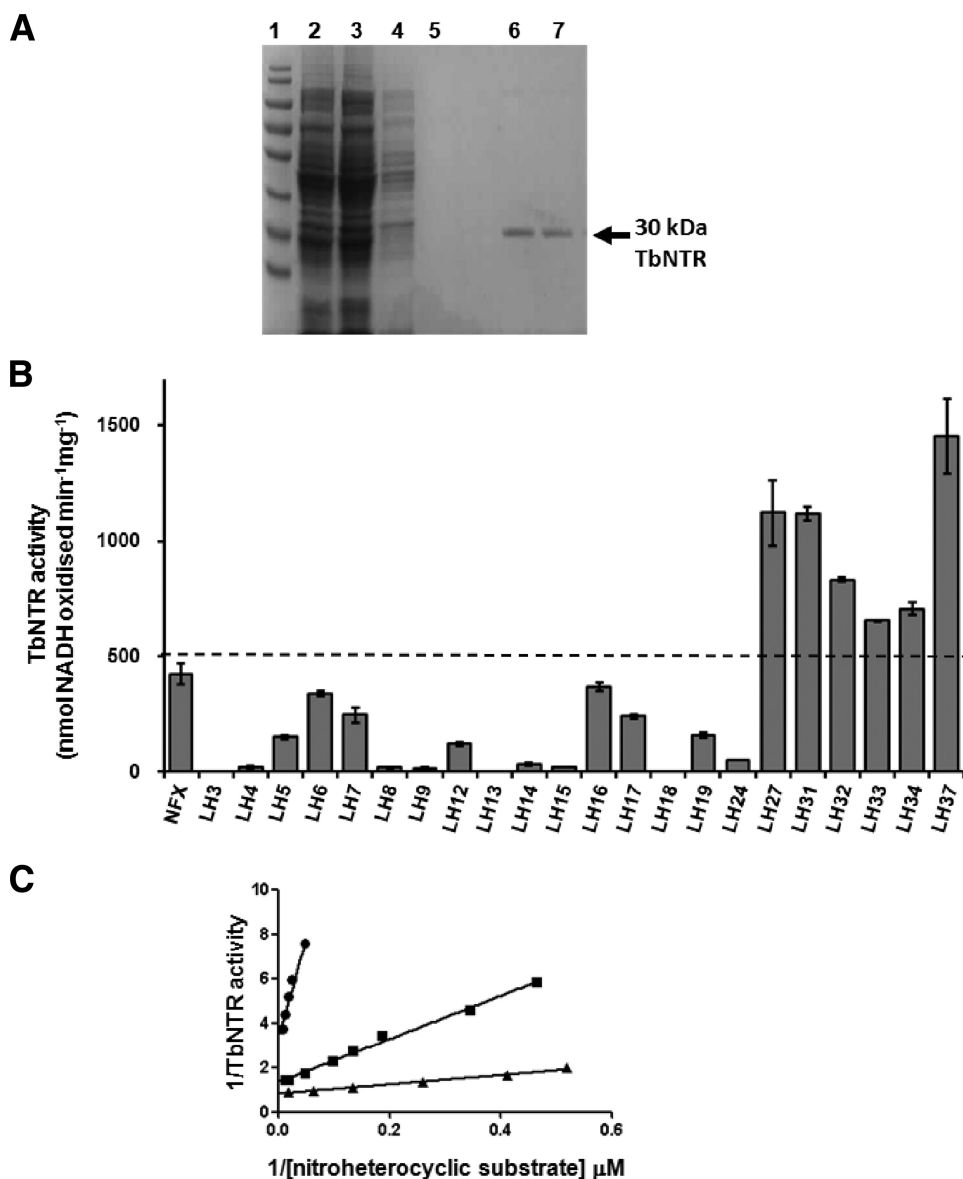 A
1 2 3 4 5 6 7
30 kDa
TbNTR
B
TbNTR activity
(nmol NADH oxidised min⁻¹mg⁻¹)
1500
1000
500
0
NFX LH3 LH4 LH5 LH6 LH7 LH8 LH9 LH12 LH13 LH14 LH15 LH16 LH17 LH18 LH19 LH24 LH27 LH31 LH32 LH33 LH34 LH37
C
1/TbNTR activity
10
8
6
4
2
0
0.0 0.2 0.4 0.6
1/[nitroheterocyclic substrate] μM